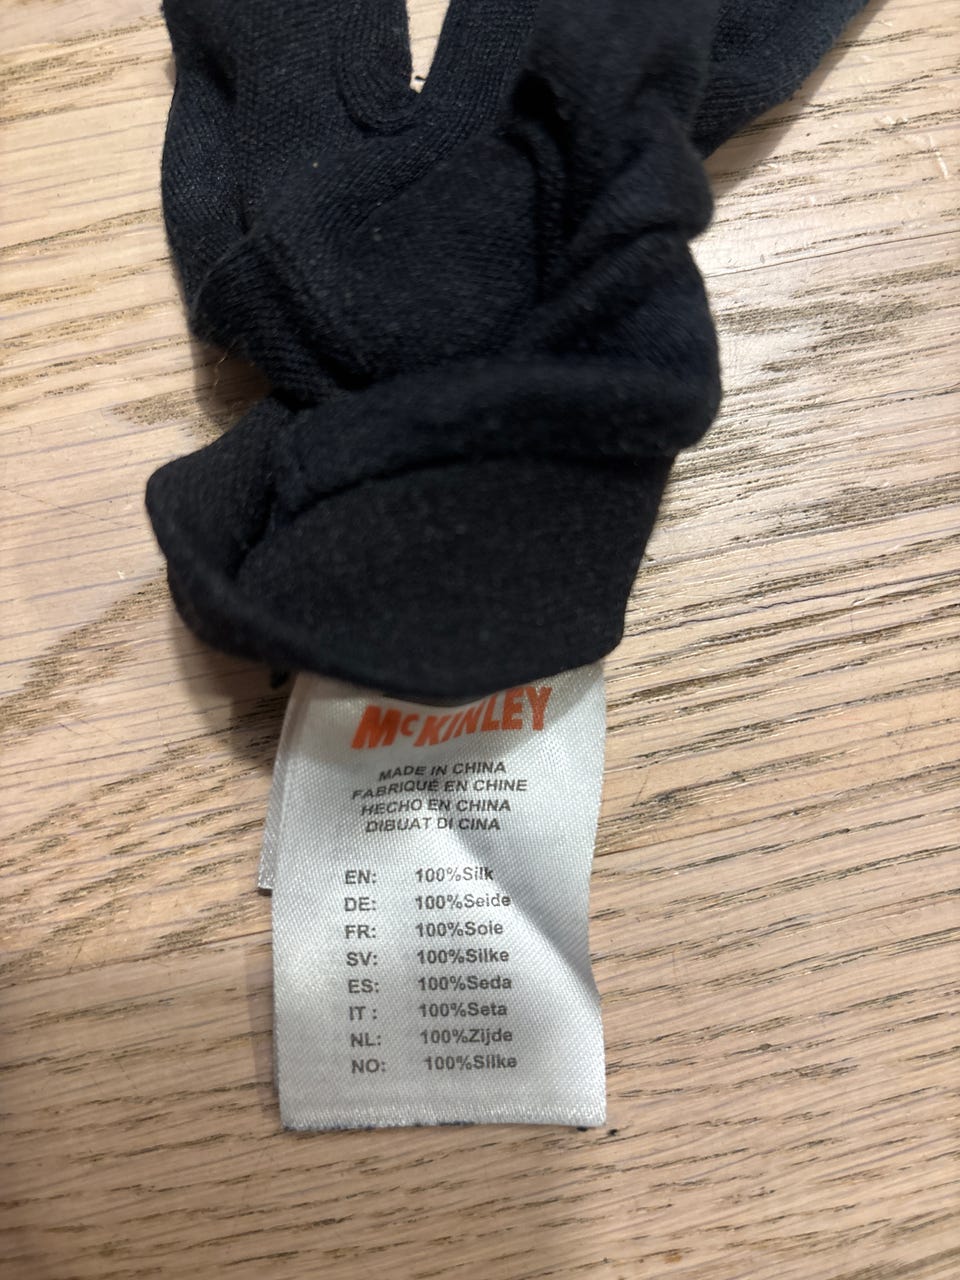 McKINLEY
MADE IN CHINA
FABRIQUÉ EN CHINE
HECHO EN CHINA
DIBUAT DI CINA
EN: 100%Silk
DE: 100%Seide
FR: 100%Soie
SV: 100%Silke
ES: 100%Seda
IT : 100%Seta
NL: 100%Zijde
NO: 100%Silke